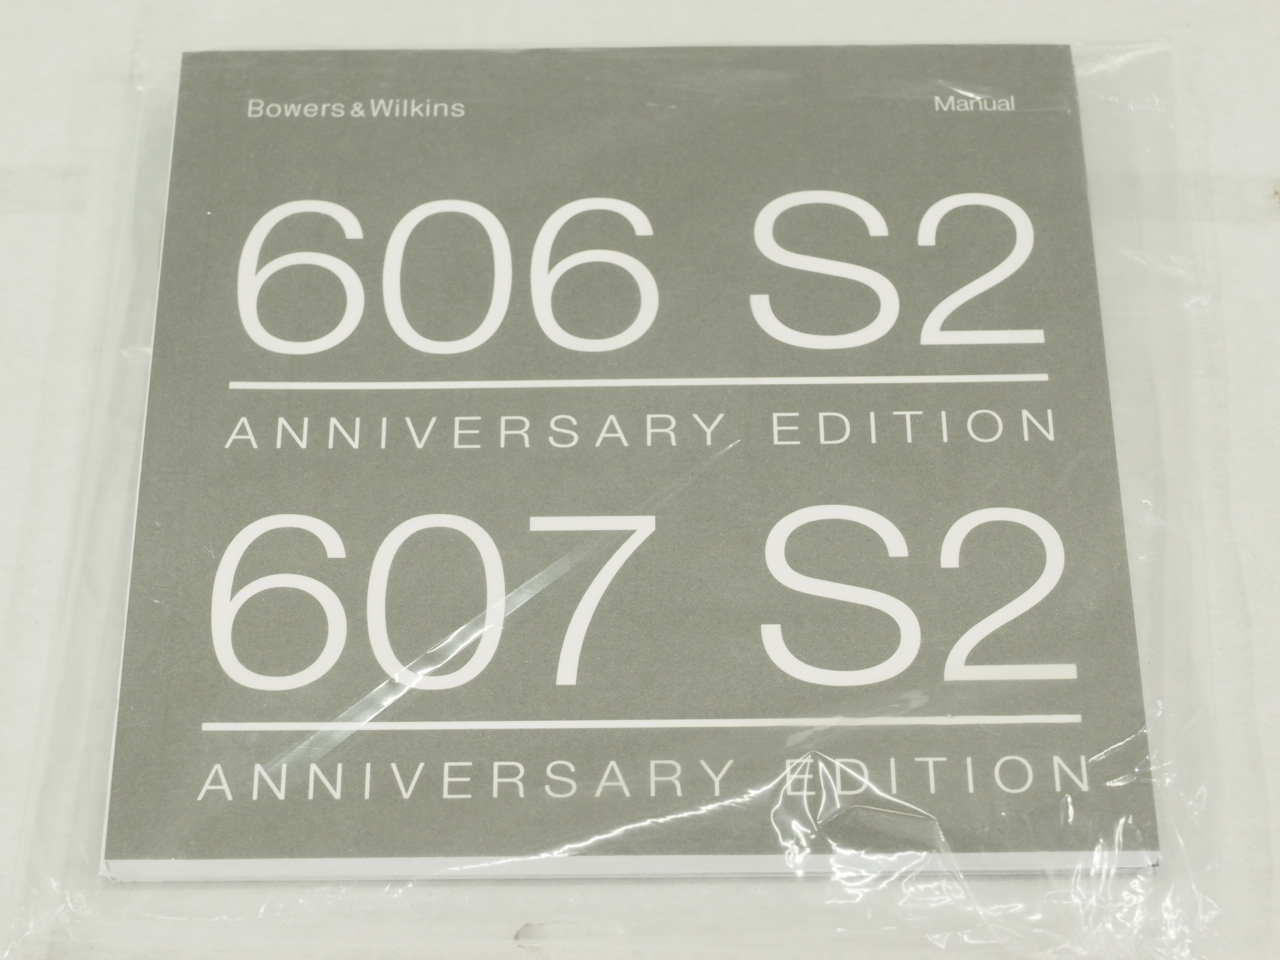 Bowers & Wilkins Manual
606 S2
ANNIVERSARY EDITION
607 S2
ANNIVERSARY EDITION